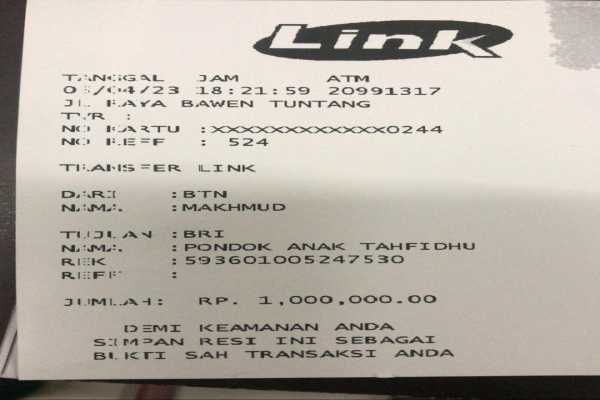 Link
TANGGAL JAM ATM
05/04/23 18:21:59 20991317
JL RAYA BAWEN TUNTANG
TYR :
NO KARTU :XXXXXXXXXXXX0244
NO REFF : 524
TRANSFER LINK
DARI :BTN
NAMA :MAKHMUD
TUJUAN :BRI
NAMA :PONDOK ANAK TAHFIDHU
REK :593601005247530
REFF :
JUMLAH: RP. 1,000,000.00
DEMI KEAMANAN ANDA
SIMPAN RESI INI SEBAGAI
BUKTI SAH TRANSAKSI ANDA